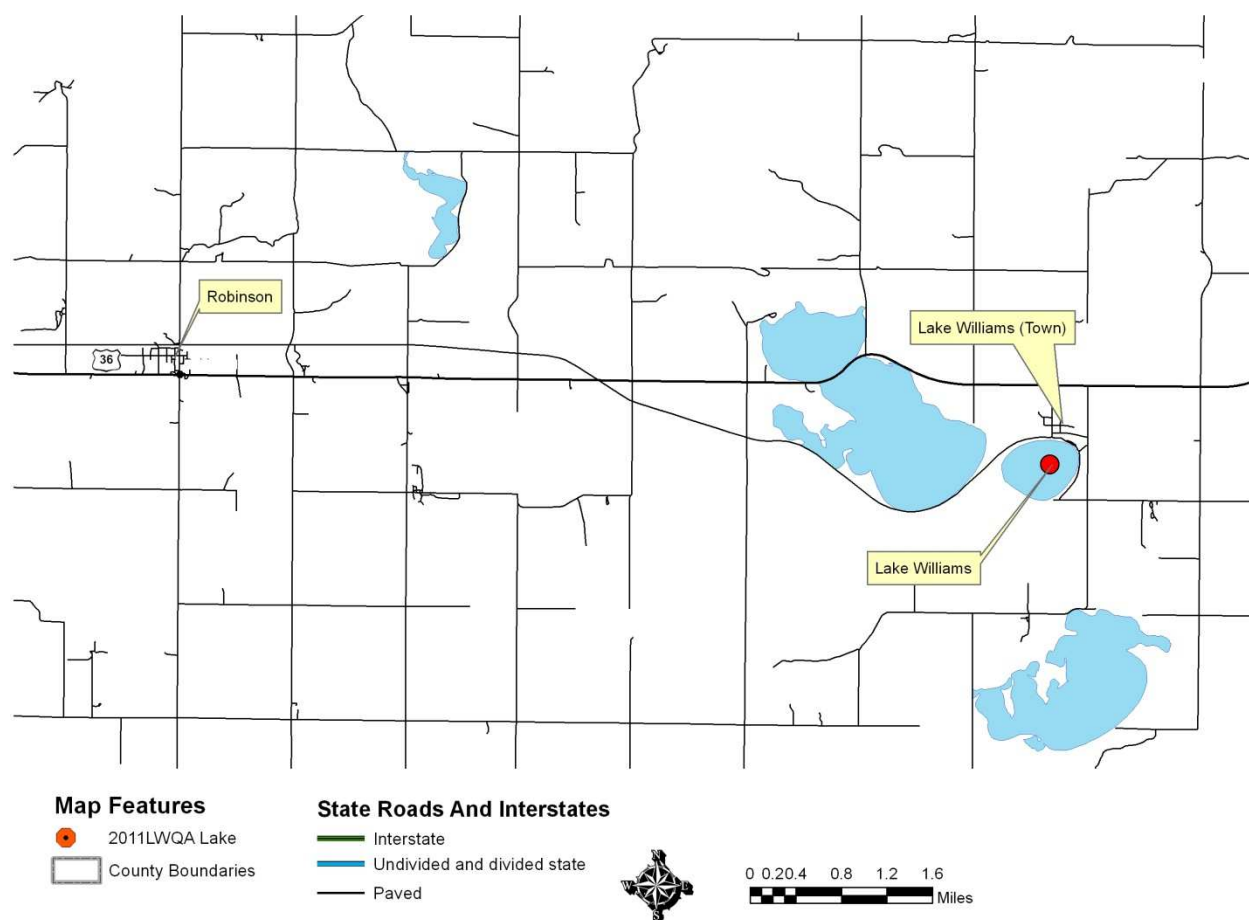 Robinson
36
Lake Williams (Town)
Lake Williams
Map Features
2011LWQA Lake
County Boundaries
State Roads And Interstates
Interstate
Undivided and divided state
Paved
N
W E
S
0 0.20.4 0.8 1.2 1.6
Miles